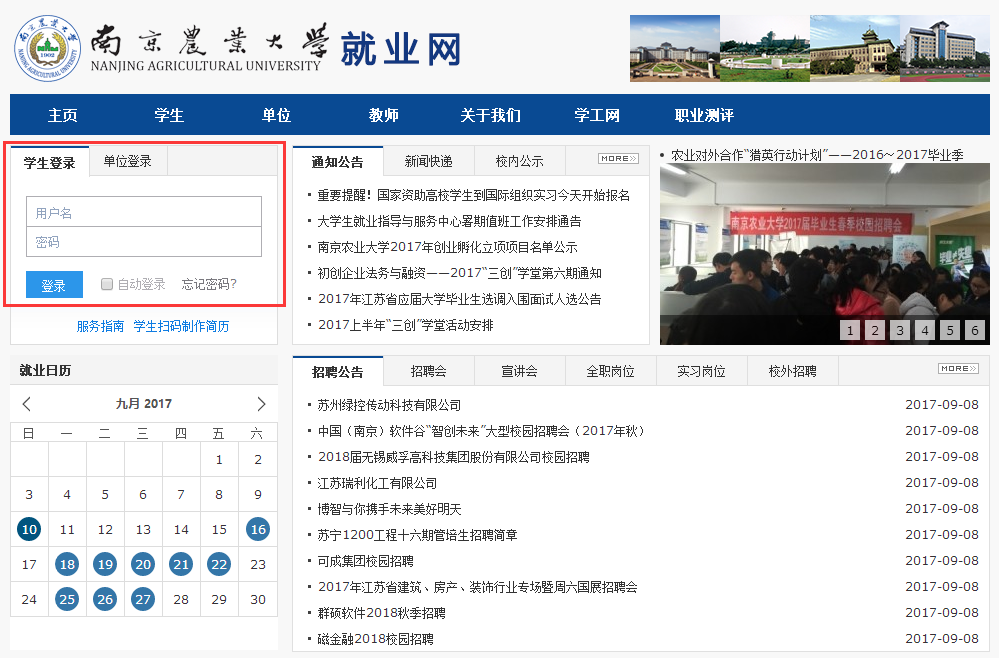 南京農業大學 就业网
NANJING AGRICULTURAL UNIVERSITY
主页 学生 单位 教师 关于我们 学工网 职业测评
学生登录 单位登录
用户名
密码
登录 自动登录 忘记密码?
服务指南 学生扫码制作简历
通知公告 新闻快递 校内公示 MORE>>
重要提醒！国家资助高校学生到国际组织实习今天开始报名
大学生就业指导与服务中心暑期值班工作安排通告
南京农业大学2017年创业孵化立项项目名单公示
初创企业法务与融资——2017“三创”学堂第六期通知
2017年江苏省应届大学毕业生选调入围面试人选公告
2017上半年“三创”学堂活动安排
农业对外合作“猎英行动计划”——2016～2017毕业季
南京农业大学2017届毕业生春季校园招聘会
1 2 3 4 5 6
就业日历
九月 2017
日 一 二 三 四 五 六
1 2
3 4 5 6 7 8 9
10 11 12 13 14 15 16
17 18 19 20 21 22 23
24 25 26 27 28 29 30
招聘公告 招聘会 宣讲会 全职岗位 实习岗位 校外招聘 MORE>>
苏州绿控传动科技有限公司 2017-09-08
中国（南京）软件谷“智创未来”大型校园招聘会（2017年秋） 2017-09-08
2018届无锡威孚高科技集团股份有限公司校园招聘 2017-09-08
江苏瑞利化工有限公司 2017-09-08
博智与你携手未来美好明天 2017-09-08
苏宁1200工程十六期管培生招聘简章 2017-09-08
可成集团校园招聘 2017-09-08
2017年江苏省建筑、房产、装饰行业专场暨周六国展招聘会 2017-09-08
群硕软件2018秋季招聘 2017-09-08
磁金融2018校园招聘 2017-09-08